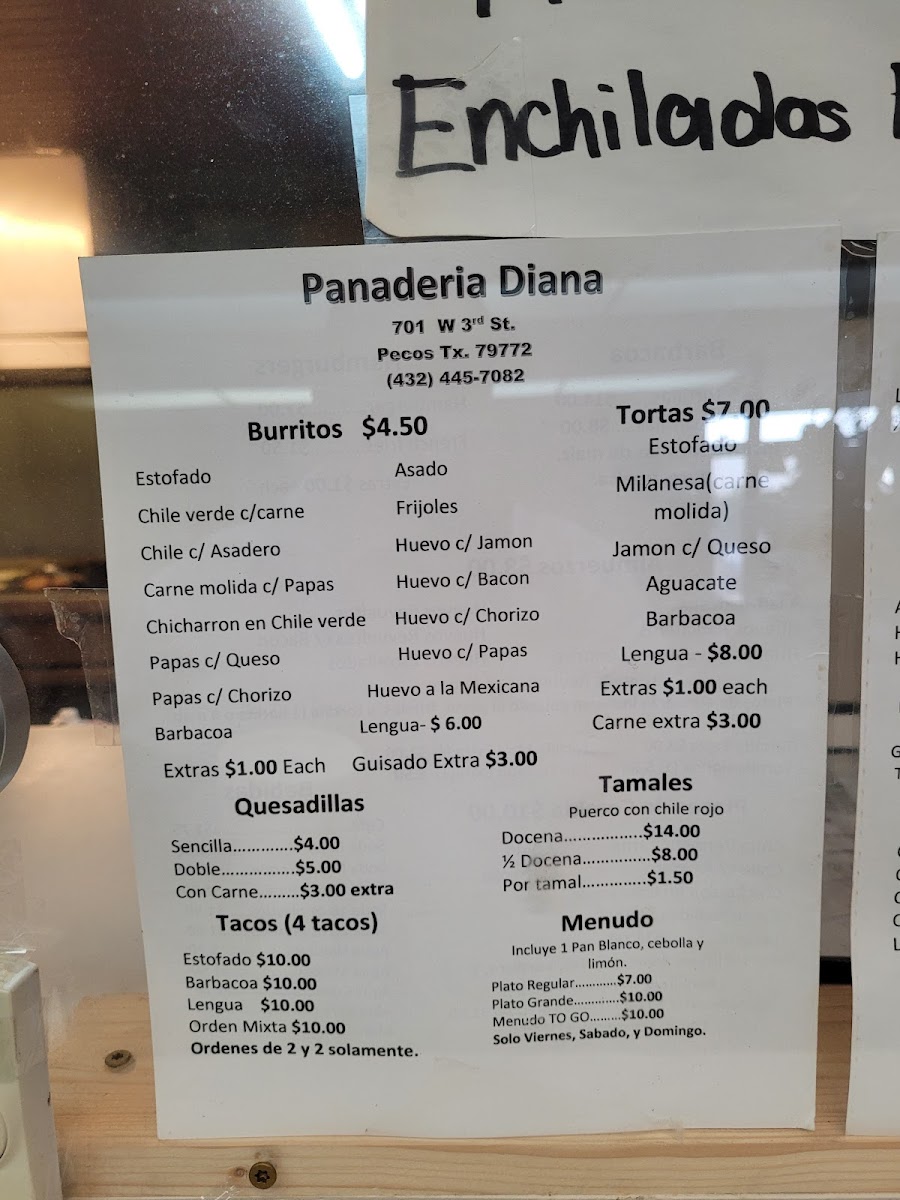 Enchiladas
Panaderia Diana
701 W 3rd St.
Pecos Tx. 79772
(432) 445-7082
Burritos $4.50
Estofado
Chile verde c/carne
Chile c/ Asadero
Carne molida c/ Papas
Chicharron en Chile verde
Papas c/ Queso
Papas c/ Chorizo
Barbacoa
Asado
Frijoles
Huevo c/ Jamon
Huevo c/ Bacon
Huevo c/ Chorizo
Huevo c/ Papas
Huevo a la Mexicana
Lengua- $ 6.00
Extras $1.00 Each Guisado Extra $3.00
Quesadillas
Sencilla.............$4.00
Doble................$5.00
Con Carne.........$3.00 extra
Tacos (4 tacos)
Estofado $10.00
Barbacoa $10.00
Lengua $10.00
Orden Mixta $10.00
Ordenes de 2 y 2 solamente.
Tortas $7.00
Estofado
Milanesa(carne
molida)
Jamon c/ Queso
Aguacate
Barbacoa
Lengua - $8.00
Extras $1.00 each
Carne extra $3.00
Tamales
Puerco con chile rojo
Docena.................$14.00
½ Docena...............$8.00
Por tamal..............$1.50
Menudo
Incluye 1 Pan Blanco, cebolla y
limón.
Plato Regular............$7.00
Plato Grande.............$10.00
Menudo TO GO.........$10.00
Solo Viernes, Sabado, y Domingo.